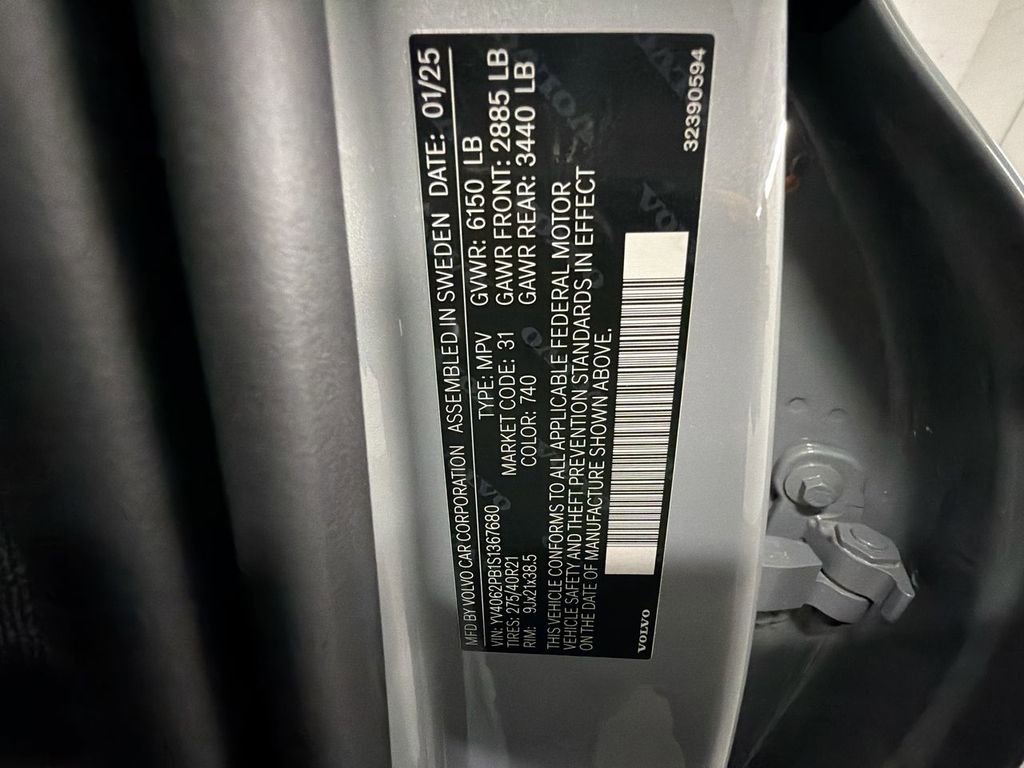 MFD BY VOLVO CAR CORPORATION ASSEMBLED IN SWEDEN DATE: 01/25
VIN: YV4062PB1S1367680 TYPE: MPV GVWR: 6150 LB
TIRES: 275/40R21 MARKET CODE: 31 GAWR FRONT: 2885 LB
RIM: 9Jx21x38.5 COLOR: 740 GAWR REAR: 3440 LB
THIS VEHICLE CONFORMS TO ALL APPLICABLE FEDERAL MOTOR
VEHICLE SAFETY AND THEFT PREVENTION STANDARDS IN EFFECT
ON THE DATE OF MANUFACTURE SHOWN ABOVE.
VOLVO 32390594